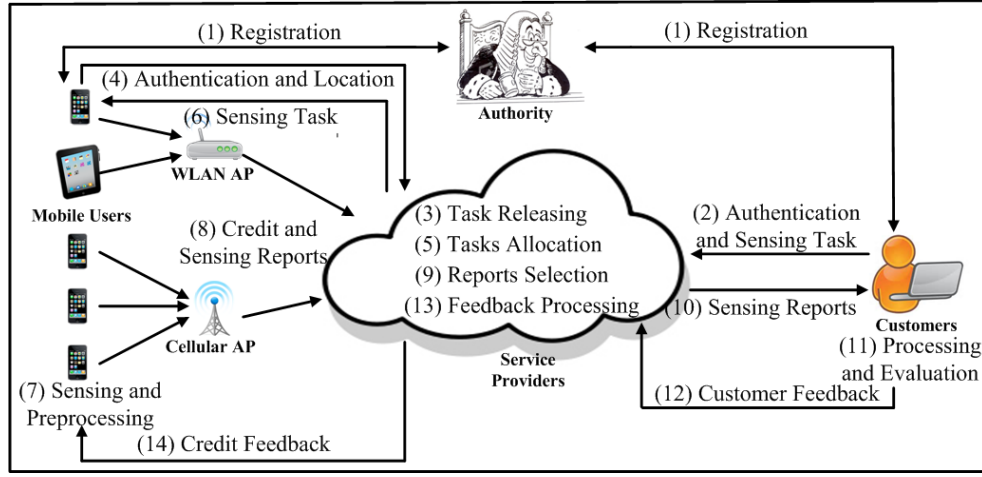 (1) Registration
(1) Registration
(4) Authentication and Location
Authority
(6) Sensing Task
WLAN AP
Mobile Users
(8) Credit and
Sensing Reports
(3) Task Releasing
(5) Tasks Allocation
(9) Reports Selection
(13) Feedback Processing
(2) Authentication
and Sensing Task
(10) Sensing Reports
Customers
Cellular AP
Service
Providers
(11) Processing
and Evaluation
(7) Sensing and
Preprocessing
(12) Customer Feedback
(14) Credit Feedback